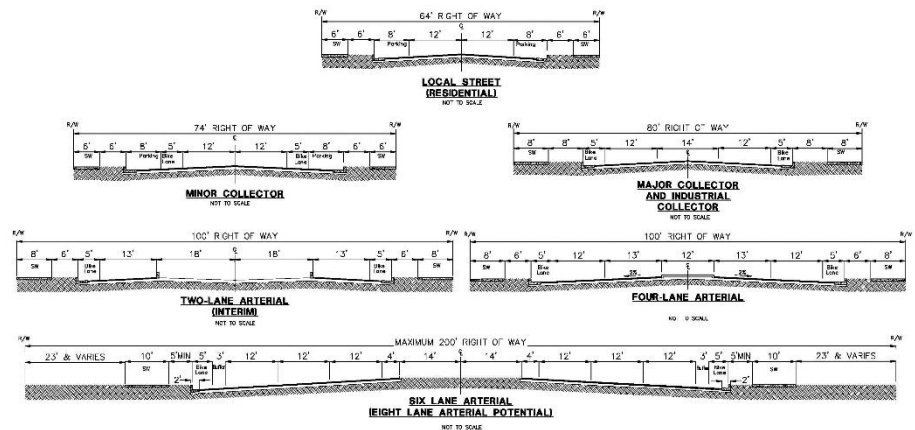 64' RIGHT OF WAY
R/W ℄ R/W
6' 6' 8' 12' 12' 8' 6' 6'
SW Parking Parking SW
LOCAL STREET
(RESIDENTIAL)
NOT TO SCALE
74' RIGHT OF WAY
R/W ℄ R/W
6' 6' 8' 5' 12' 12' 5' 8' 6' 6'
SW Parking Bike Lane Bike Lane Parking SW
MINOR COLLECTOR
NOT TO SCALE
80' RIGHT OF WAY
R/W ℄ R/W
8' 8' 5' 12' 14' 12' 5' 8' 8'
SW Bike Lane Bike Lane SW
MAJOR COLLECTOR
AND INDUSTRIAL
COLLECTOR
NOT TO SCALE
100' RIGHT OF WAY
R/W ℄ R/W
8' 6' 5' 13' 18' 18' 13' 5' 6' 8'
SW Bike Lane Bike Lane SW
TWO-LANE ARTERIAL
(INTERIM)
NOT TO SCALE
100' RIGHT OF WAY
R/W R/W
8' 6' 5' 12' 13' 12' 13' 12' 5' 6' 8'
SW Bike Lane 2% 2% Bike Lane SW
FOUR-LANE ARTERIAL
NOT TO SCALE
MAXIMUM 200' RIGHT OF WAY
R/W ℄ R/W
23' & VARIES 10' 5'MIN 5' 3' 12' 12' 12' 4' 14' 14' 4' 12' 12' 12' 3' 5' 5'MIN 10' 23' & VARIES
SW 2' Bike Lane Buffer Buffer Bike Lane 2' SW
SIX LANE ARTERIAL
(EIGHT LANE ARTERIAL POTENTIAL)
NOT TO SCALE